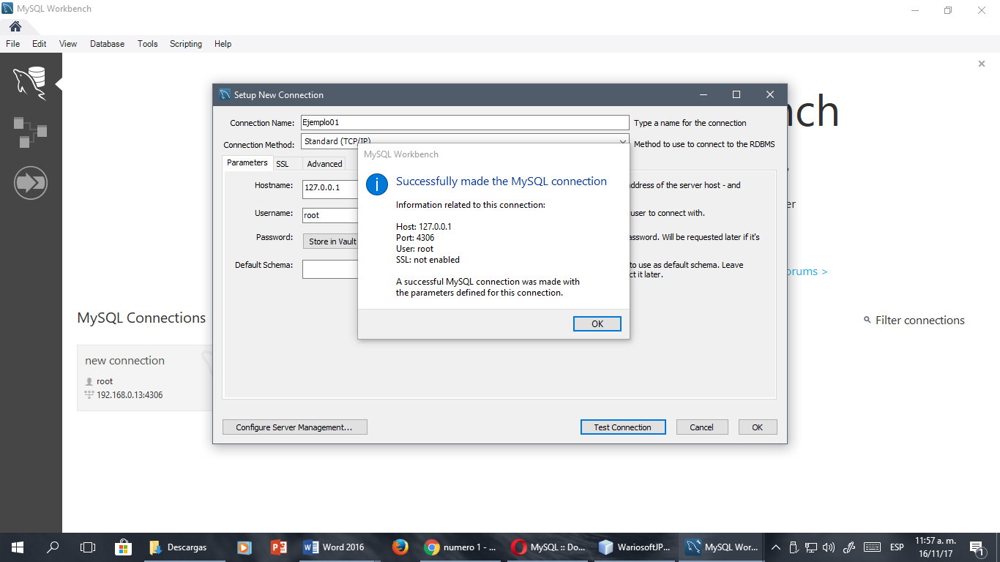 MySQL Workbench
File Edit View Database Tools Scripting Help
nch
er
orums >
MySQL Connections
Filter connections
new connection
root
192.168.0.13:4306
Setup New Connection
Connection Name: Ejemplo01 Type a name for the connection
Connection Method: Standard (TCP/IP) Method to use to connect to the RDBMS
Parameters SSL Advanced
Hostname: 127.0.0.1 address of the server host - and
Username: root user to connect with.
Password: Store in Vault assword. Will be requested later if it's
Default Schema: to use as default schema. Leave
ct it later.
MySQL Workbench
Successfully made the MySQL connection
Information related to this connection:
Host: 127.0.0.1
Port: 4306
User: root
SSL: not enabled
A successful MySQL connection was made with
the parameters defined for this connection.
OK
Configure Server Management... Test Connection Cancel OK
Descargas Word 2016 numero 1 - ... MySQL :: Do... WariosoftJP... MySQL Wor... ESP 11:57 a. m.
16/11/17
1